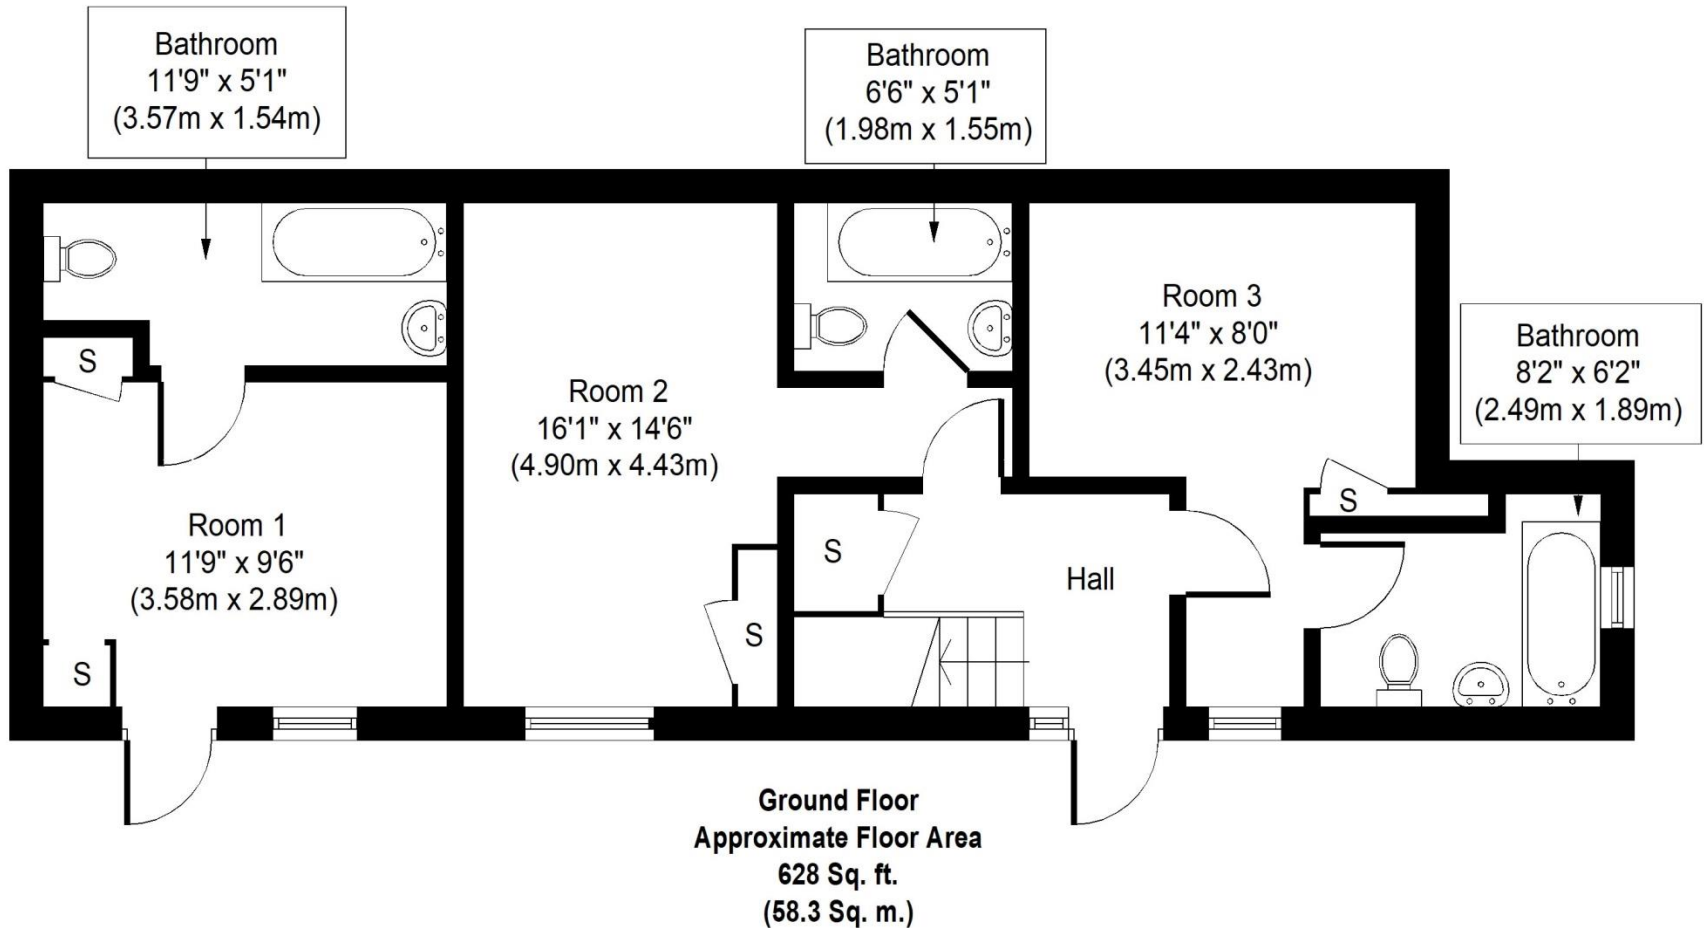 Bathroom
11'9" x 5'1"
(3.57m x 1.54m)
Bathroom
6'6" x 5'1"
(1.98m x 1.55m)
Room 3
11'4" x 8'0"
(3.45m x 2.43m)
Bathroom
8'2" x 6'2"
(2.49m x 1.89m)
S
Room 2
16'1" x 14'6"
(4.90m x 4.43m)
Room 1
11'9" x 9'6"
(3.58m x 2.89m)
S
S
Hall
S
S
Ground Floor
Approximate Floor Area
628 Sq. ft.
(58.3 Sq. m.)